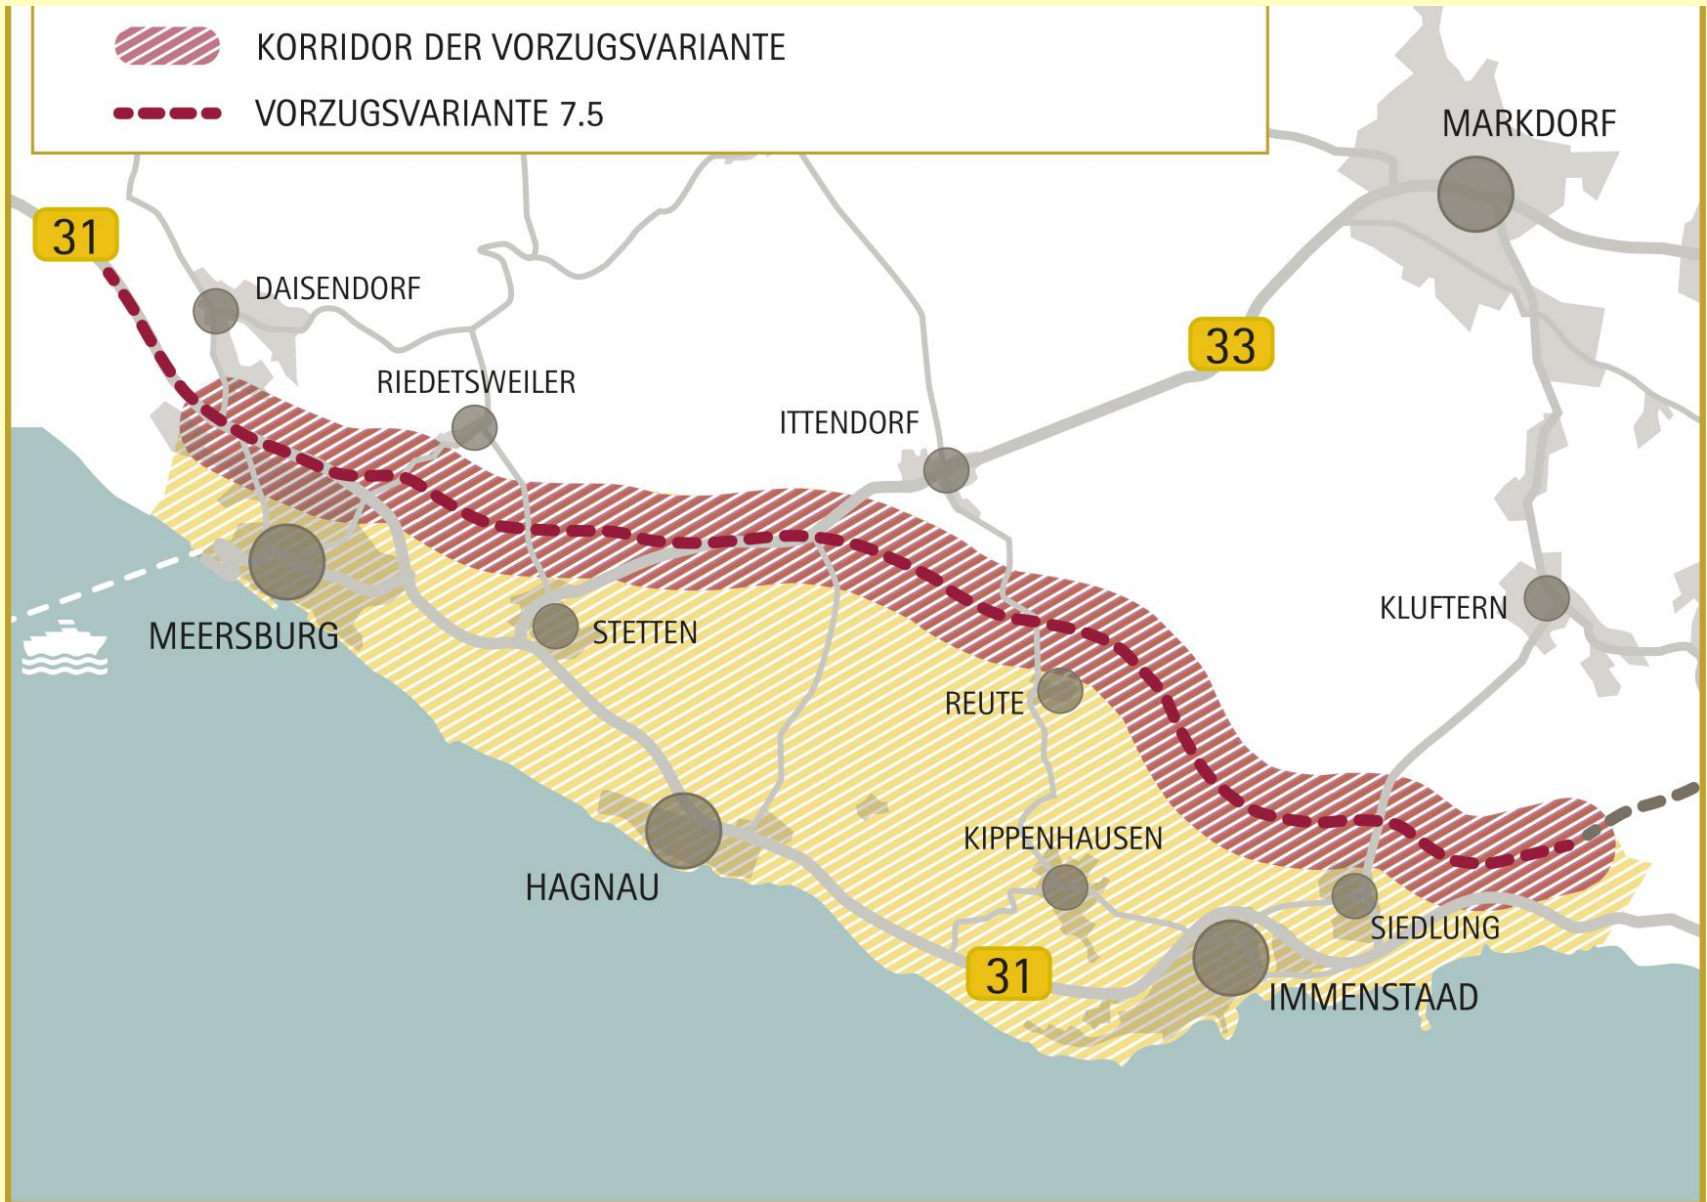 KORRIDOR DER VORZUGSVARIANTE
VORZUGSVARIANTE 7.5
MARKDORF
31
DAISENDORF
33
RIEDETSWEILER
ITTENDORF
KLUFTERN
MEERSBURG
STETTEN
REUTE
KIPPENHAUSEN
HAGNAU
SIEDLUNG
31
IMMENSTAAD